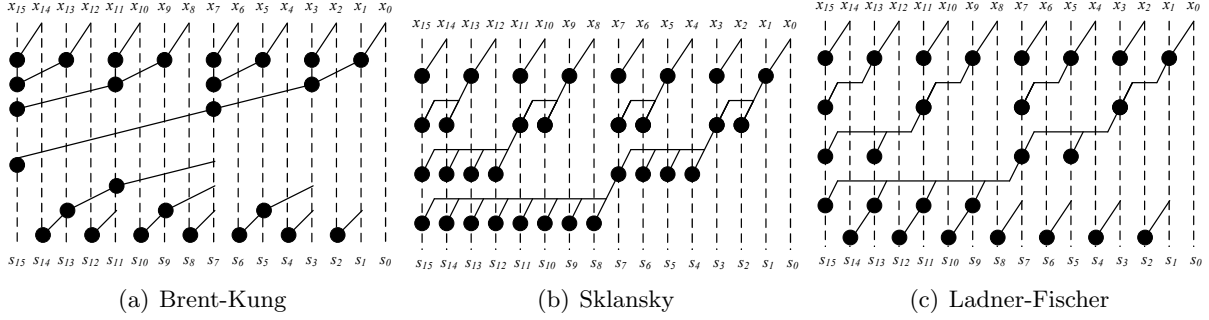 x15 x14 x13 x12 x11 x10 x9 x8 x7 x6 x5 x4 x3 x2 x1 x0
s15 s14 s13 s12 s11 s10 s9 s8 s7 s6 s5 s4 s3 s2 s1 s0
(a) Brent-Kung
x15 x14 x13 x12 x11 x10 x9 x8 x7 x6 x5 x4 x3 x2 x1 x0
s15 s14 s13 s12 s11 s10 s9 s8 s7 s6 s5 s4 s3 s2 s1 s0
(b) Sklansky
x15 x14 x13 x12 x11 x10 x9 x8 x7 x6 x5 x4 x3 x2 x1 x0
s15 s14 s13 s12 s11 s10 s9 s8 s7 s6 s5 s4 s3 s2 s1 s0
(c) Ladner-Fischer